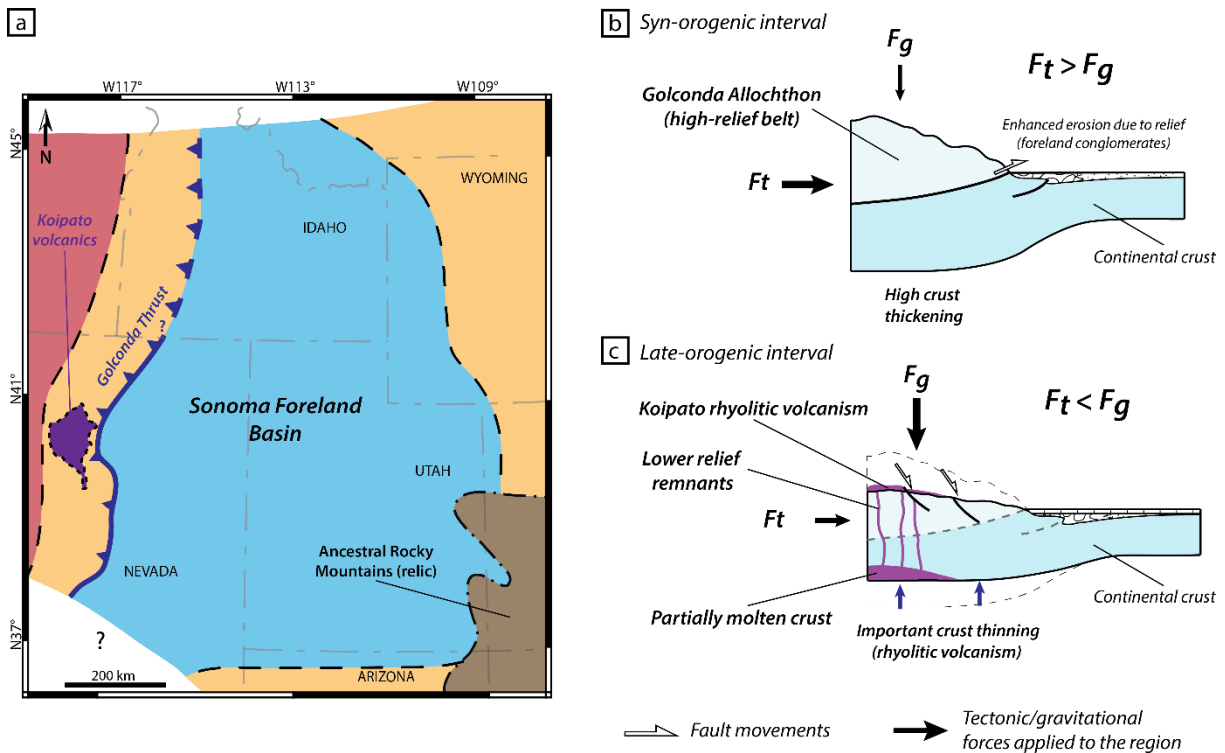 a
W117°
W113°
W109°
N45°
N41°
N37°
N
WYOMING
IDAHO
Koipato
volcanics
Golconda Thrust
?
Sonoma Foreland
Basin
UTAH
Ancestral Rocky
Mountains (relic)
NEVADA
?
200 km
ARIZONA
b Syn-orogenic interval
Fg
Ft > Fg
Golconda Allochthon
(high-relief belt)
Enhanced erosion due to relief
(foreland conglomerates)
Ft
Continental crust
High crust
thickening
c Late-orogenic interval
Fg
Ft < Fg
Koipato rhyolitic volcanism
Lower relief
remnants
Ft
Partially molten crust
Continental crust
Important crust thinning
(rhyolitic volcanism)
Fault movements
Tectonic/gravitational
forces applied to the region